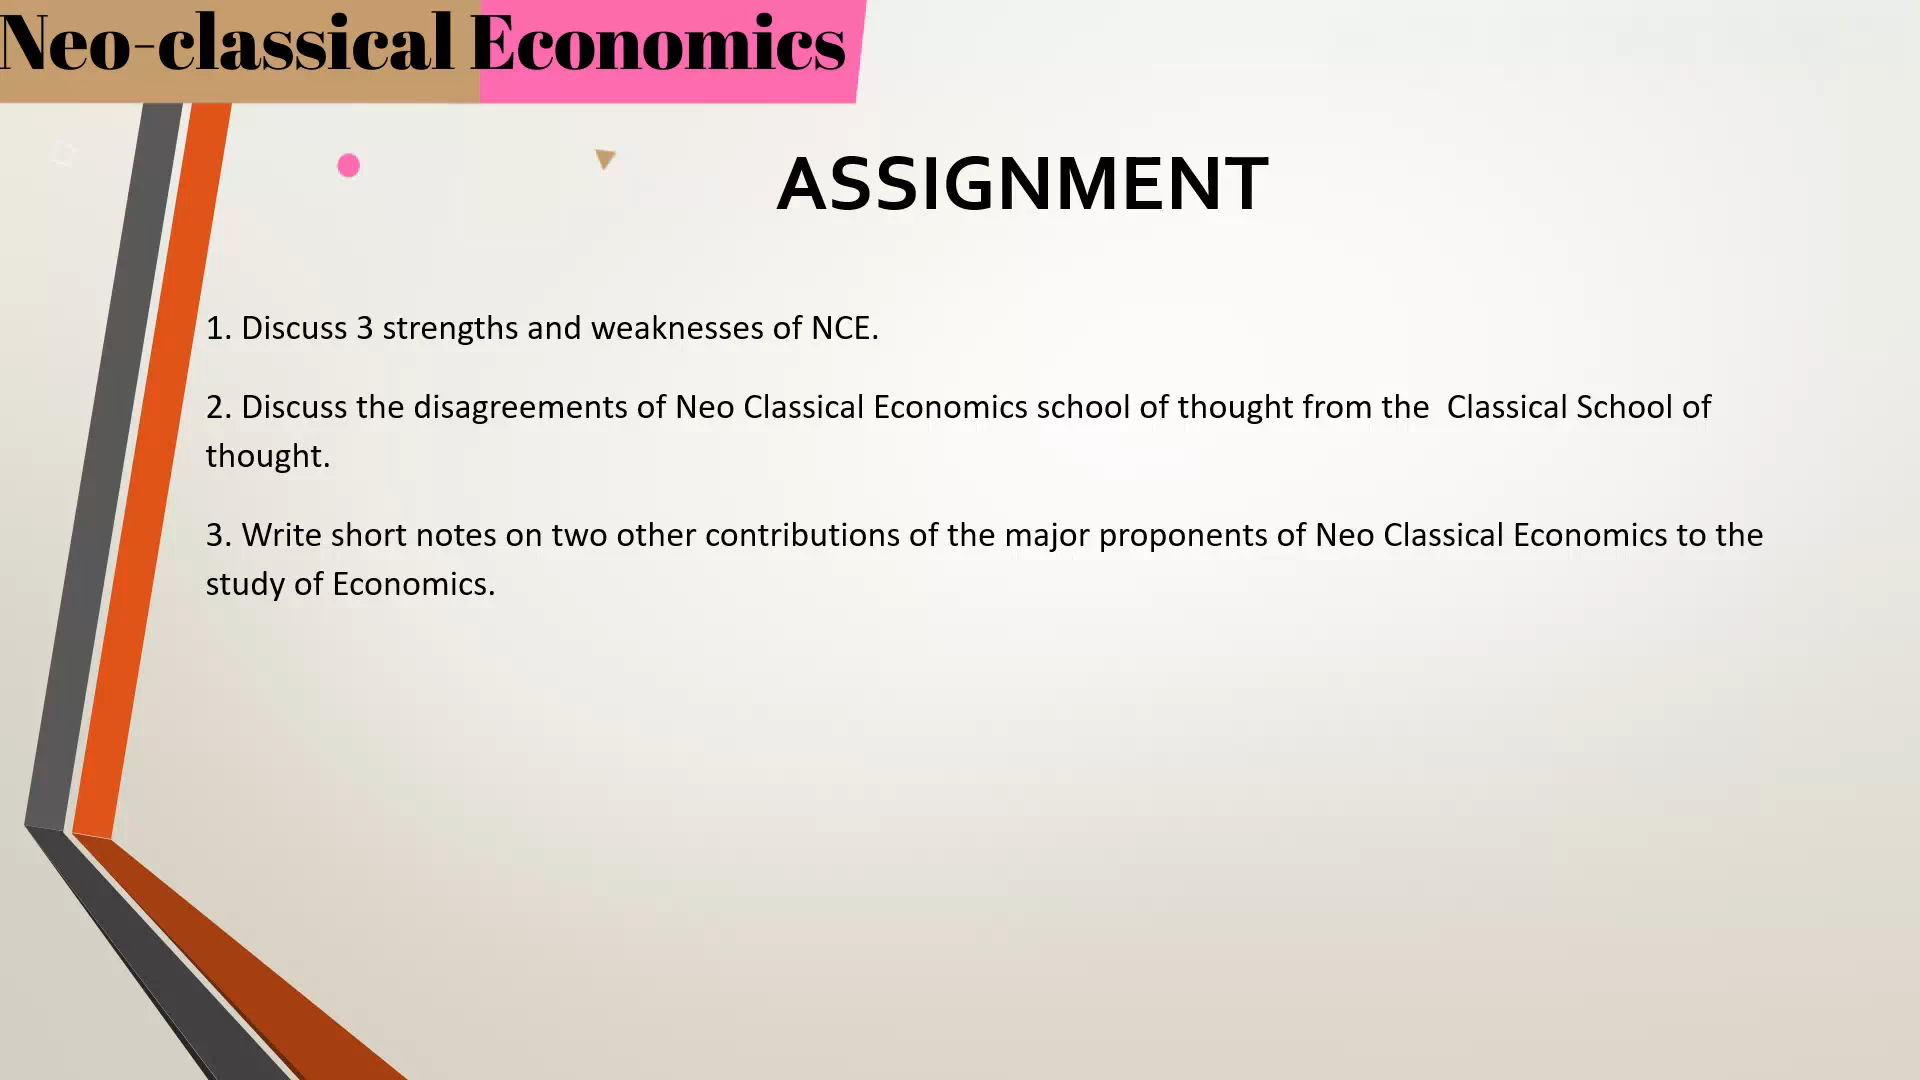 Neo-classical Economics
ASSIGNMENT
1. Discuss 3 strengths and weaknesses of NCE.
2. Discuss the disagreements of Neo Classical Economics school of thought from the  Classical School of
thought.
3. Write short notes on two other contributions of the major proponents of Neo Classical Economics to the
study of Economics.